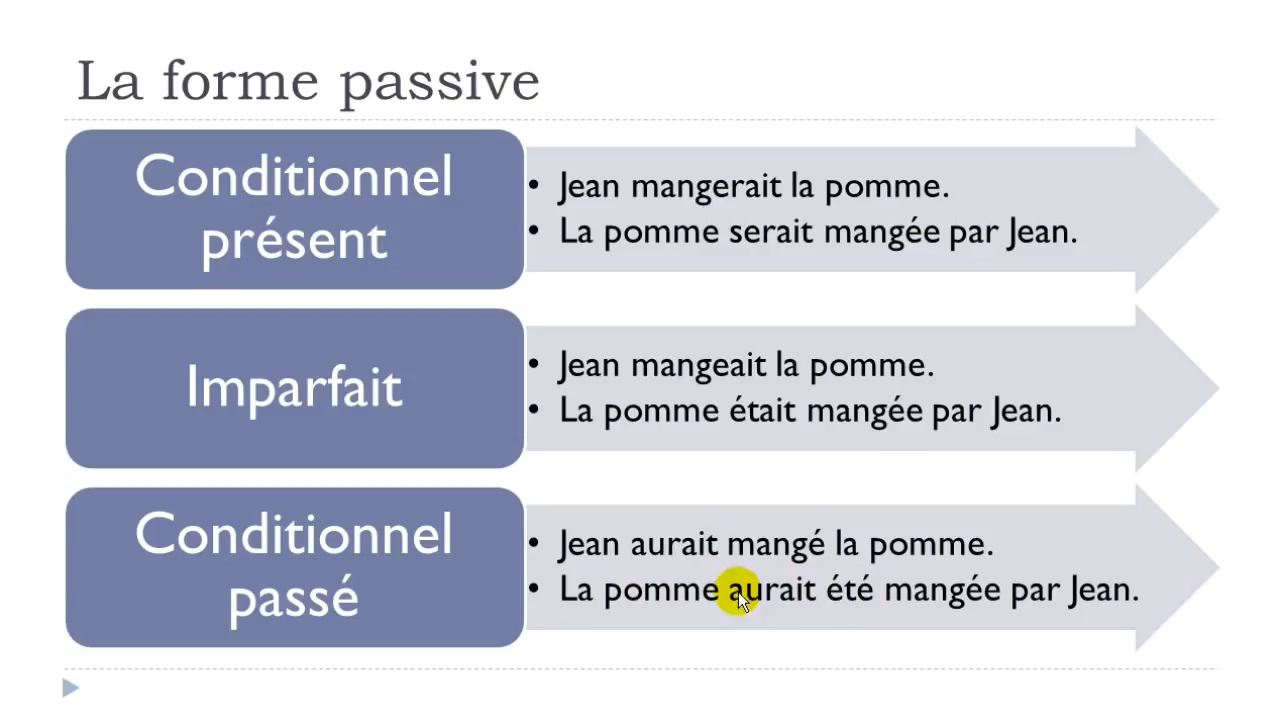 La forme passive
Conditionnel
présent
• Jean mangerait la pomme.
• La pomme serait mangée par Jean.
Imparfait
• Jean mangeait la pomme.
• La pomme était mangée par Jean.
Conditionnel
passé
• Jean aurait mangé la pomme.
• La pomme aurait été mangée par Jean.